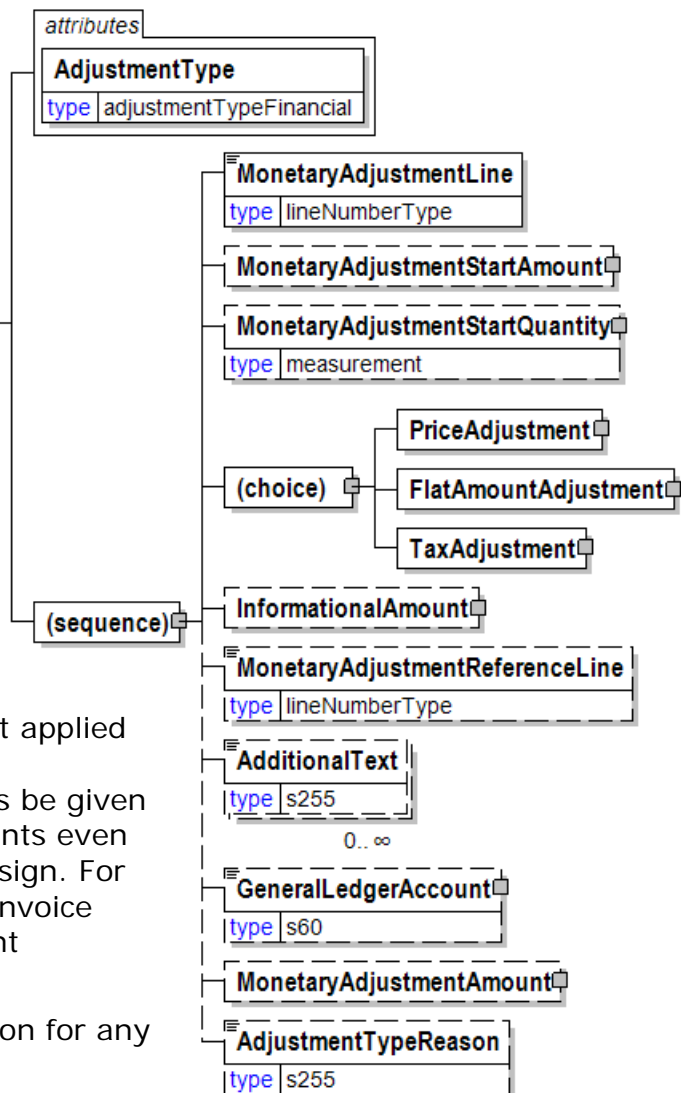 attributes
AdjustmentType
type adjustmentTypeFinancial
MonetaryAdjustmentLine
type lineNumberType
MonetaryAdjustmentStartAmount
MonetaryAdjustmentStartQuantity
type measurement
PriceAdjustment
(choice)
FlatAmountAdjustment
TaxAdjustment
(sequence)
InformationalAmount
MonetaryAdjustmentReferenceLine
type lineNumberType
t applied
AdditionalText
type s255
s be given
nts even
0.. ∞
sign. For
nvoice
GeneralLedgerAccount
type s60
nt
MonetaryAdjustmentAmount
on for any
AdjustmentTypeReason
type s255